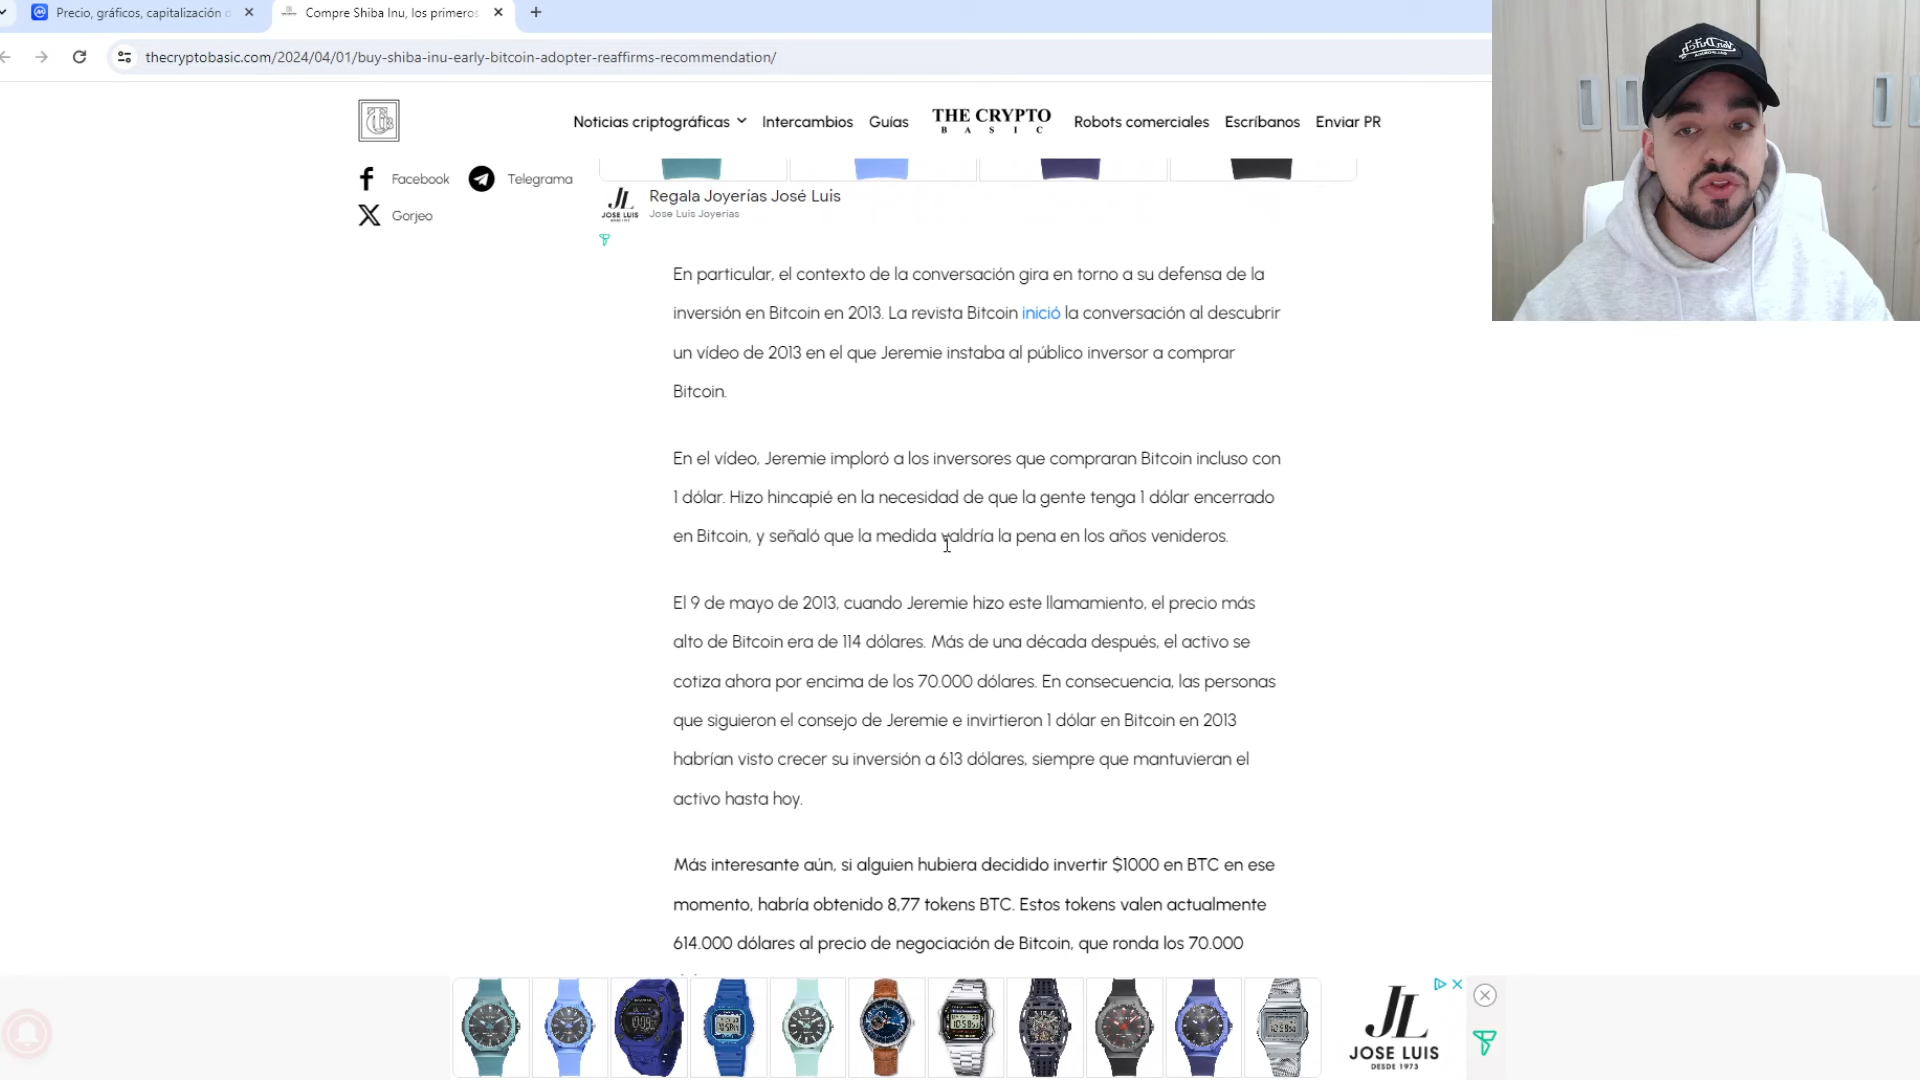 Precio, gráficos, capitalización d
Compre Shiba Inu, los primeros
thecryptobasic.com/2024/04/01/buy-shiba-inu-early-bitcoin-adopter-reaffirms-recommendation/
Noticias criptográficas
Intercambios
Guías
THE CRYPTO
BASIC
Robots comerciales
Escríbanos
Enviar PR
Facebook
Telegrama
Gorjeo
JL
JOSE LUIS
Regala Joyerías José Luis
Jose Luis Joyerias
En particular, el contexto de la conversación gira en torno a su defensa de la
inversión en Bitcoin en 2013. La revista Bitcoin inició la conversación al descubrir
un vídeo de 2013 en el que Jeremie instaba al público inversor a comprar
Bitcoin.
En el vídeo, Jeremie imploró a los inversores que compraran Bitcoin incluso con
1 dólar. Hizo hincapié en la necesidad de que la gente tenga 1 dólar encerrado
en Bitcoin, y señaló que la medida valdría la pena en los años venideros.
El 9 de mayo de 2013, cuando Jeremie hizo este llamamiento, el precio más
alto de Bitcoin era de 114 dólares. Más de una década después, el activo se
cotiza ahora por encima de los 70.000 dólares. En consecuencia, las personas
que siguieron el consejo de Jeremie e invirtieron 1 dólar en Bitcoin en 2013
habrían visto crecer su inversión a 613 dólares, siempre que mantuvieran el
activo hasta hoy.
Más interesante aún, si alguien hubiera decidido invertir $1000 en BTC en ese
momento, habría obtenido 8,77 tokens BTC. Estos tokens valen actualmente
614.000 dólares al precio de negociación de Bitcoin, que ronda los 70.000
JL
JOSE LUIS
DESDE 1973